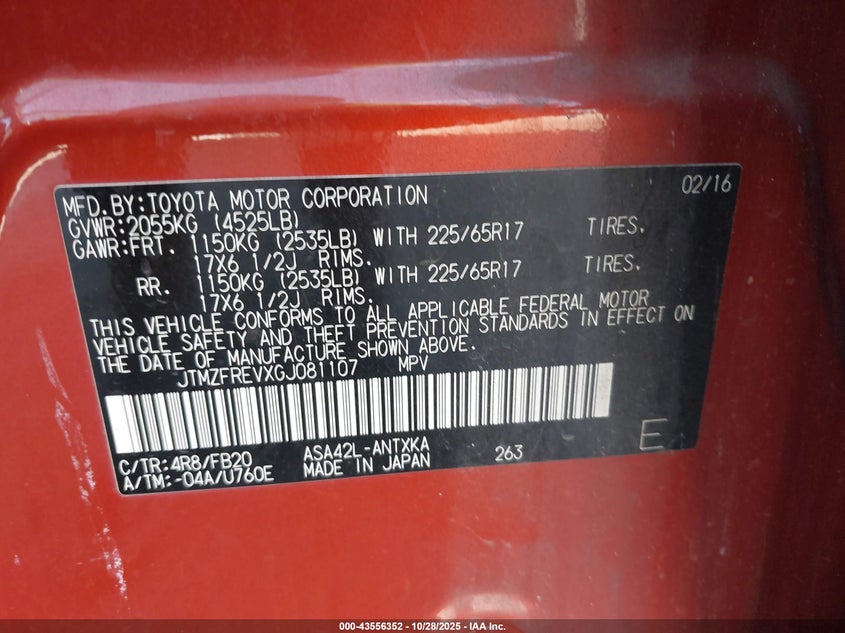 MFD.BY:TOYOTA MOTOR CORPORATION 02/16
GVWR:2055KG (4525LB)
GAWR:FRT. 1150KG (2535LB) WITH 225/65R17 TIRES.
17X6 1/2J RIMS.
RR. 1150KG (2535LB) WITH 225/65R17 TIRES.
17X6 1/2J RIMS.
THIS VEHICLE CONFORMS TO ALL APPLICABLE FEDERAL MOTOR
VEHICLE SAFETY AND THEFT PREVENTION STANDARDS IN EFFECT ON
THE DATE OF MANUFACTURE SHOWN ABOVE.
JTMZFREVXGJ081107 MPV
C/TR:4R8/FB20 ASA42L-ANTXKA 263 E
A/TM:-04A/U760E MADE IN JAPAN
000-43556352 | 10/28/2025 | IAA Inc.